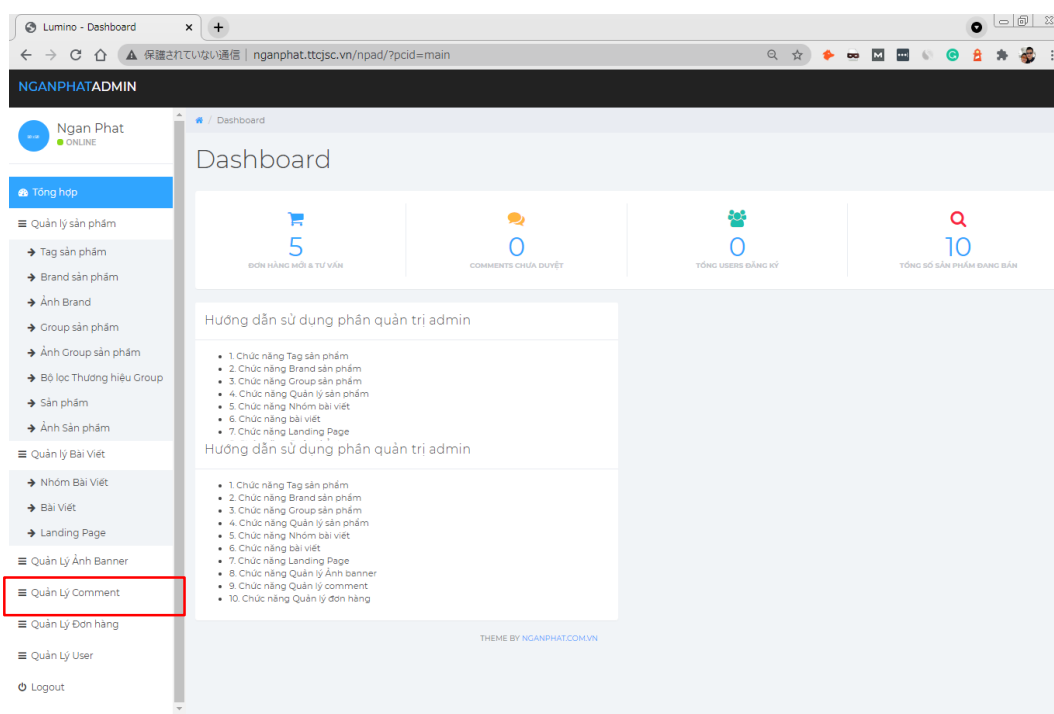 Lumino - Dashboard
保護されていない通信 | nganphat.ttcjsc.vn/npad/?pcid=main
NGANPHATADMIN
Ngan Phat
ONLINE
/ Dashboard
Dashboard
Tổng hợp
Quản lý sản phẩm
Tag sản phẩm
Brand sản phẩm
Ảnh Brand
Group sản phẩm
Ảnh Group sản phẩm
Bộ lọc Thương hiệu Group
Sản phẩm
Ảnh Sản phẩm
Quản lý Bài Viết
Nhóm Bài Viết
Bài Viết
Landing Page
Quản Lý Ảnh Banner
Quản Lý Comment
Quản Lý Đơn hàng
Quản Lý User
Logout
5
ĐƠN HÀNG MỚI & TƯ VẤN
0
COMMENTS CHƯA DUYỆT
0
TỔNG USERS ĐĂNG KÝ
10
TỔNG SỐ SẢN PHẨM ĐANG BÁN
Hướng dẫn sử dụng phần quản trị admin
1. Chức năng Tag sản phẩm
2. Chức năng Brand sản phẩm
3. Chức năng Group sản phẩm
4. Chức năng Quản lý sản phẩm
5. Chức năng Nhóm bài viết
6. Chức năng bài viết
7. Chức năng Landing Page
Hướng dẫn sử dụng phần quản trị admin
1. Chức năng Tag sản phẩm
2. Chức năng Brand sản phẩm
3. Chức năng Group sản phẩm
4. Chức năng Quản lý sản phẩm
5. Chức năng Nhóm bài viết
6. Chức năng bài viết
7. Chức năng Landing Page
8. Chức năng Quản lý Ảnh banner
9. Chức năng Quản lý comment
10. Chức năng Quản lý đơn hàng
THEME BY NGANPHAT.COM.VN